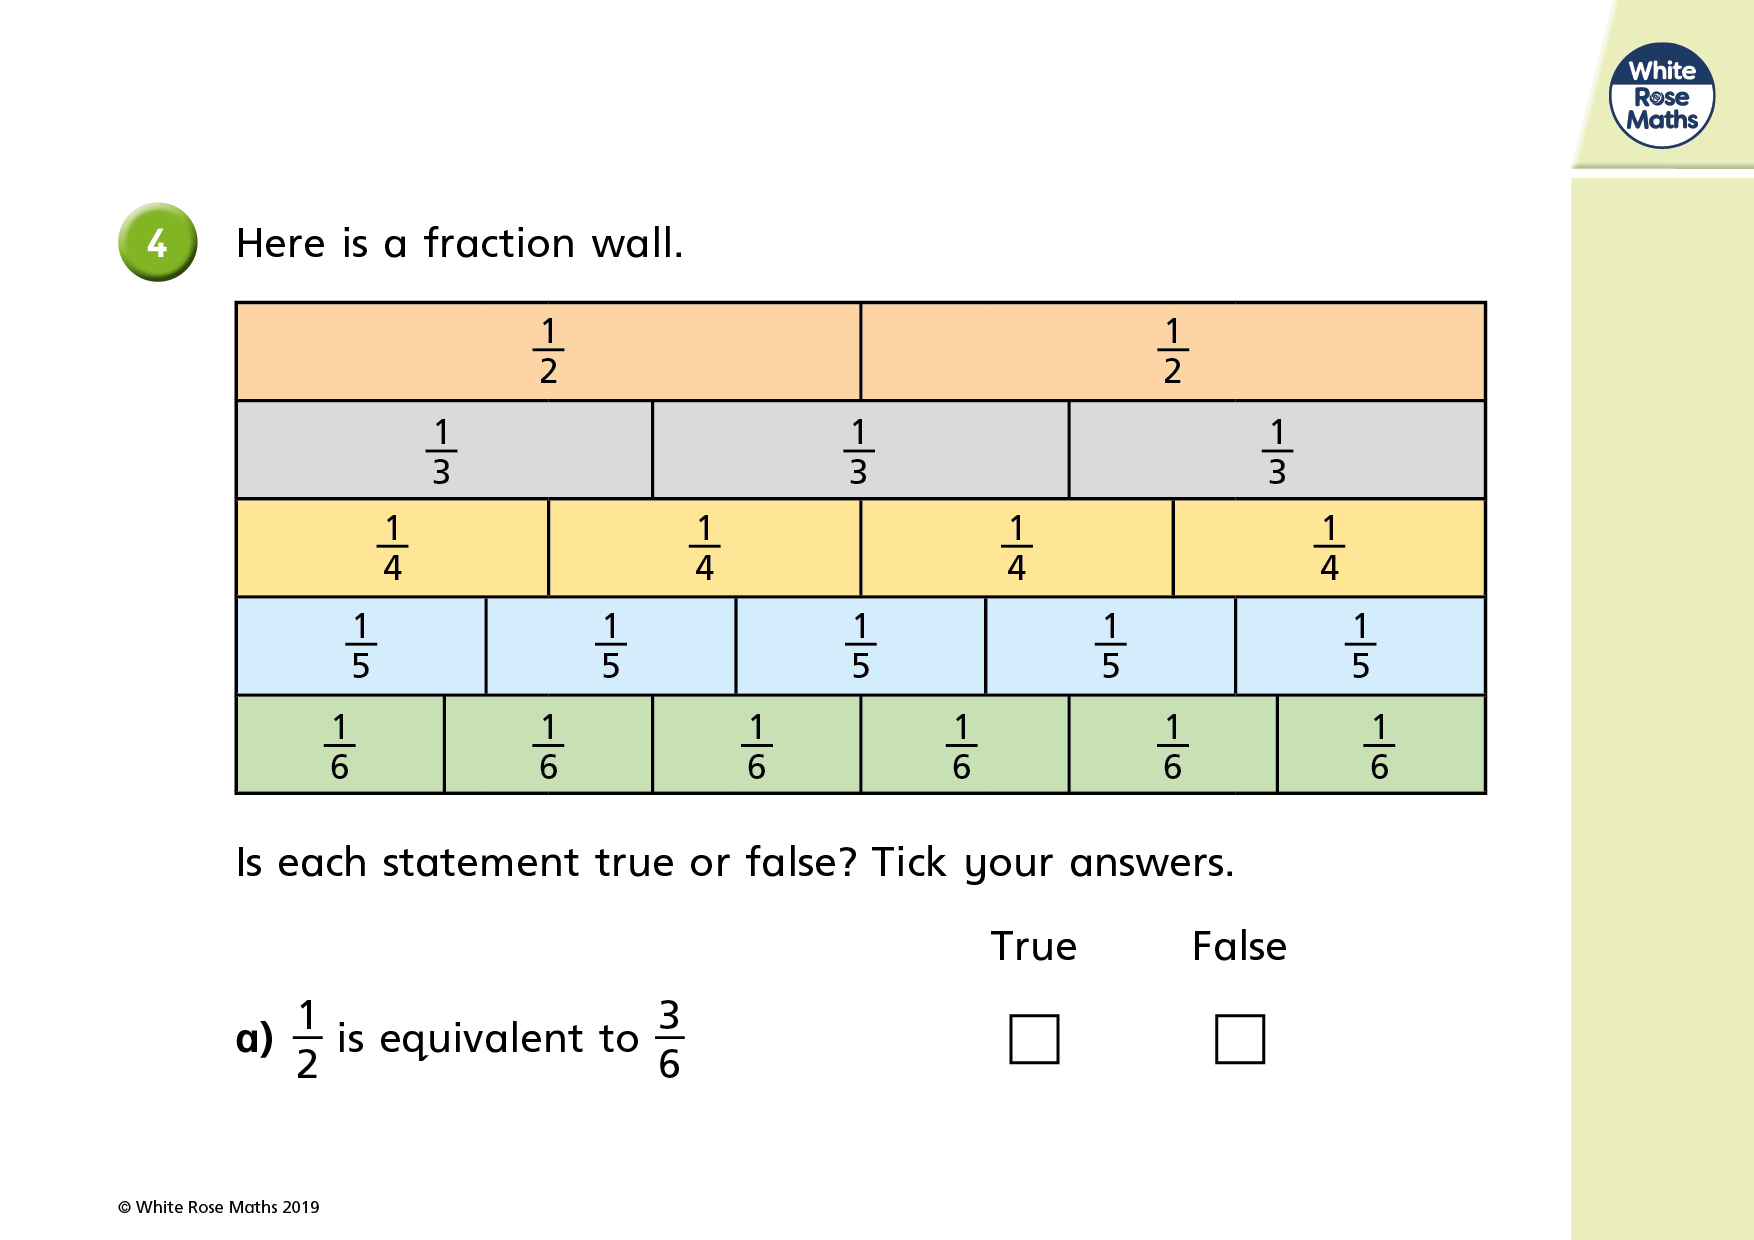 White
Rose
Maths
4 Here is a fraction wall.
1/2 1/2
1/3 1/3 1/3
1/4 1/4 1/4 1/4
1/5 1/5 1/5 1/5 1/5
1/6 1/6 1/6 1/6 1/6 1/6
Is each statement true or false? Tick your answers.
True False
a) 1/2 is equivalent to 3/6
© White Rose Maths 2019